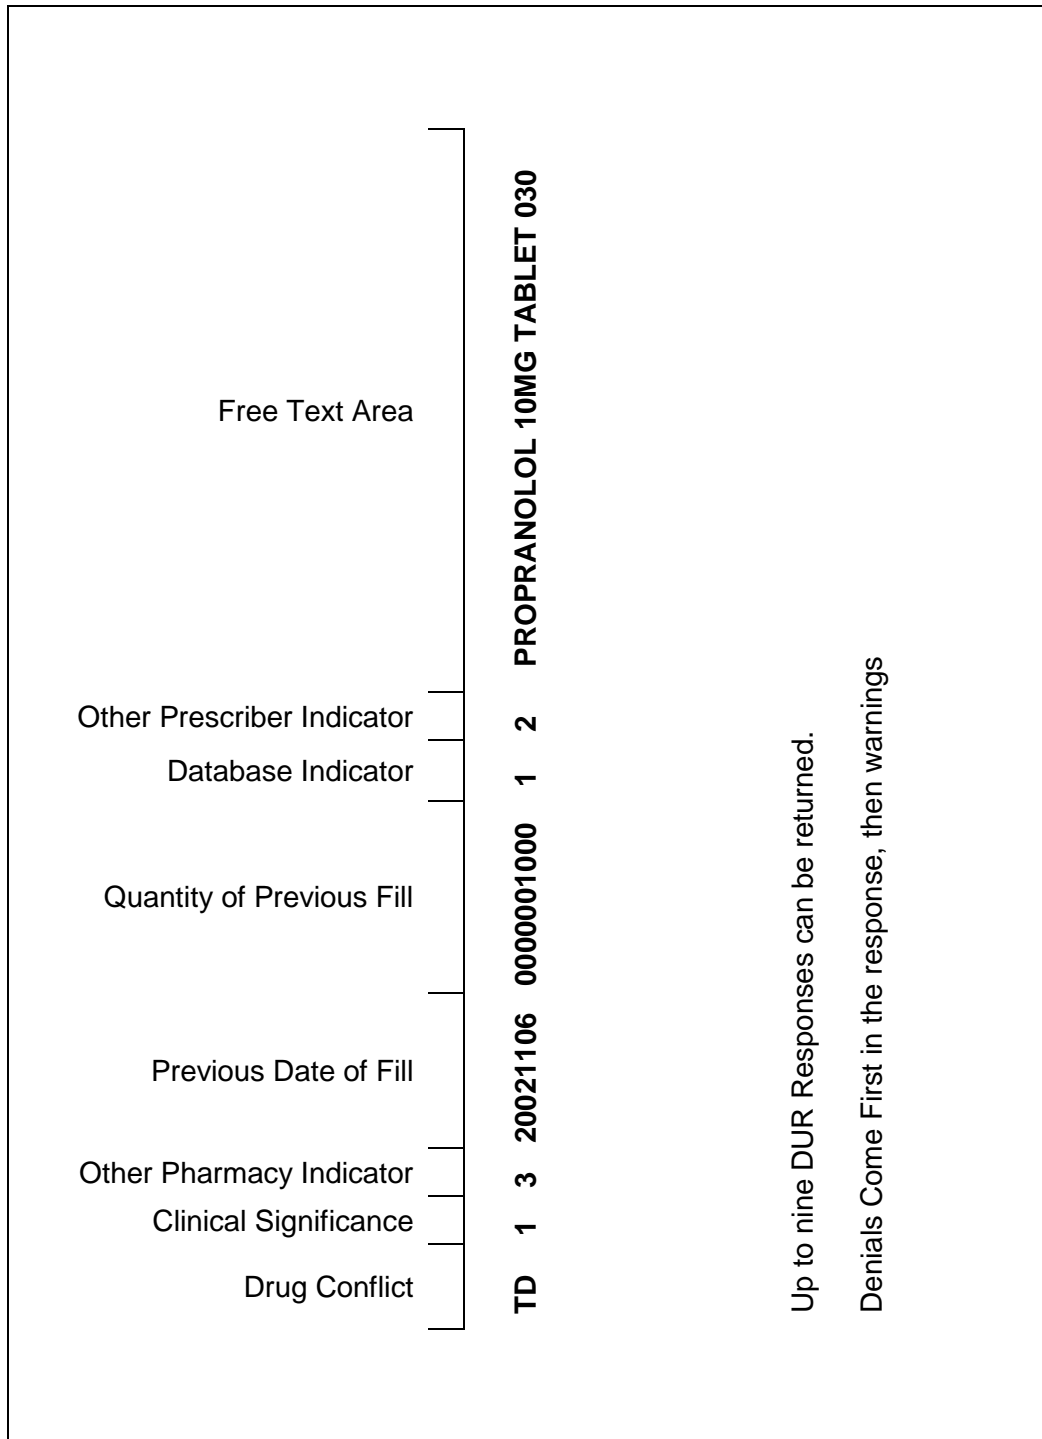 Free Text Area
Other Prescriber Indicator
Database Indicator
Quantity of Previous Fill
Previous Date of Fill
Other Pharmacy Indicator
Clinical Significance
Drug Conflict
TD 1 3 20021106 0000001000 1 2 PROPRANOLOL 10MG TABLET 030
Up to nine DUR Responses can be returned.
Denials Come First in the response, then warnings